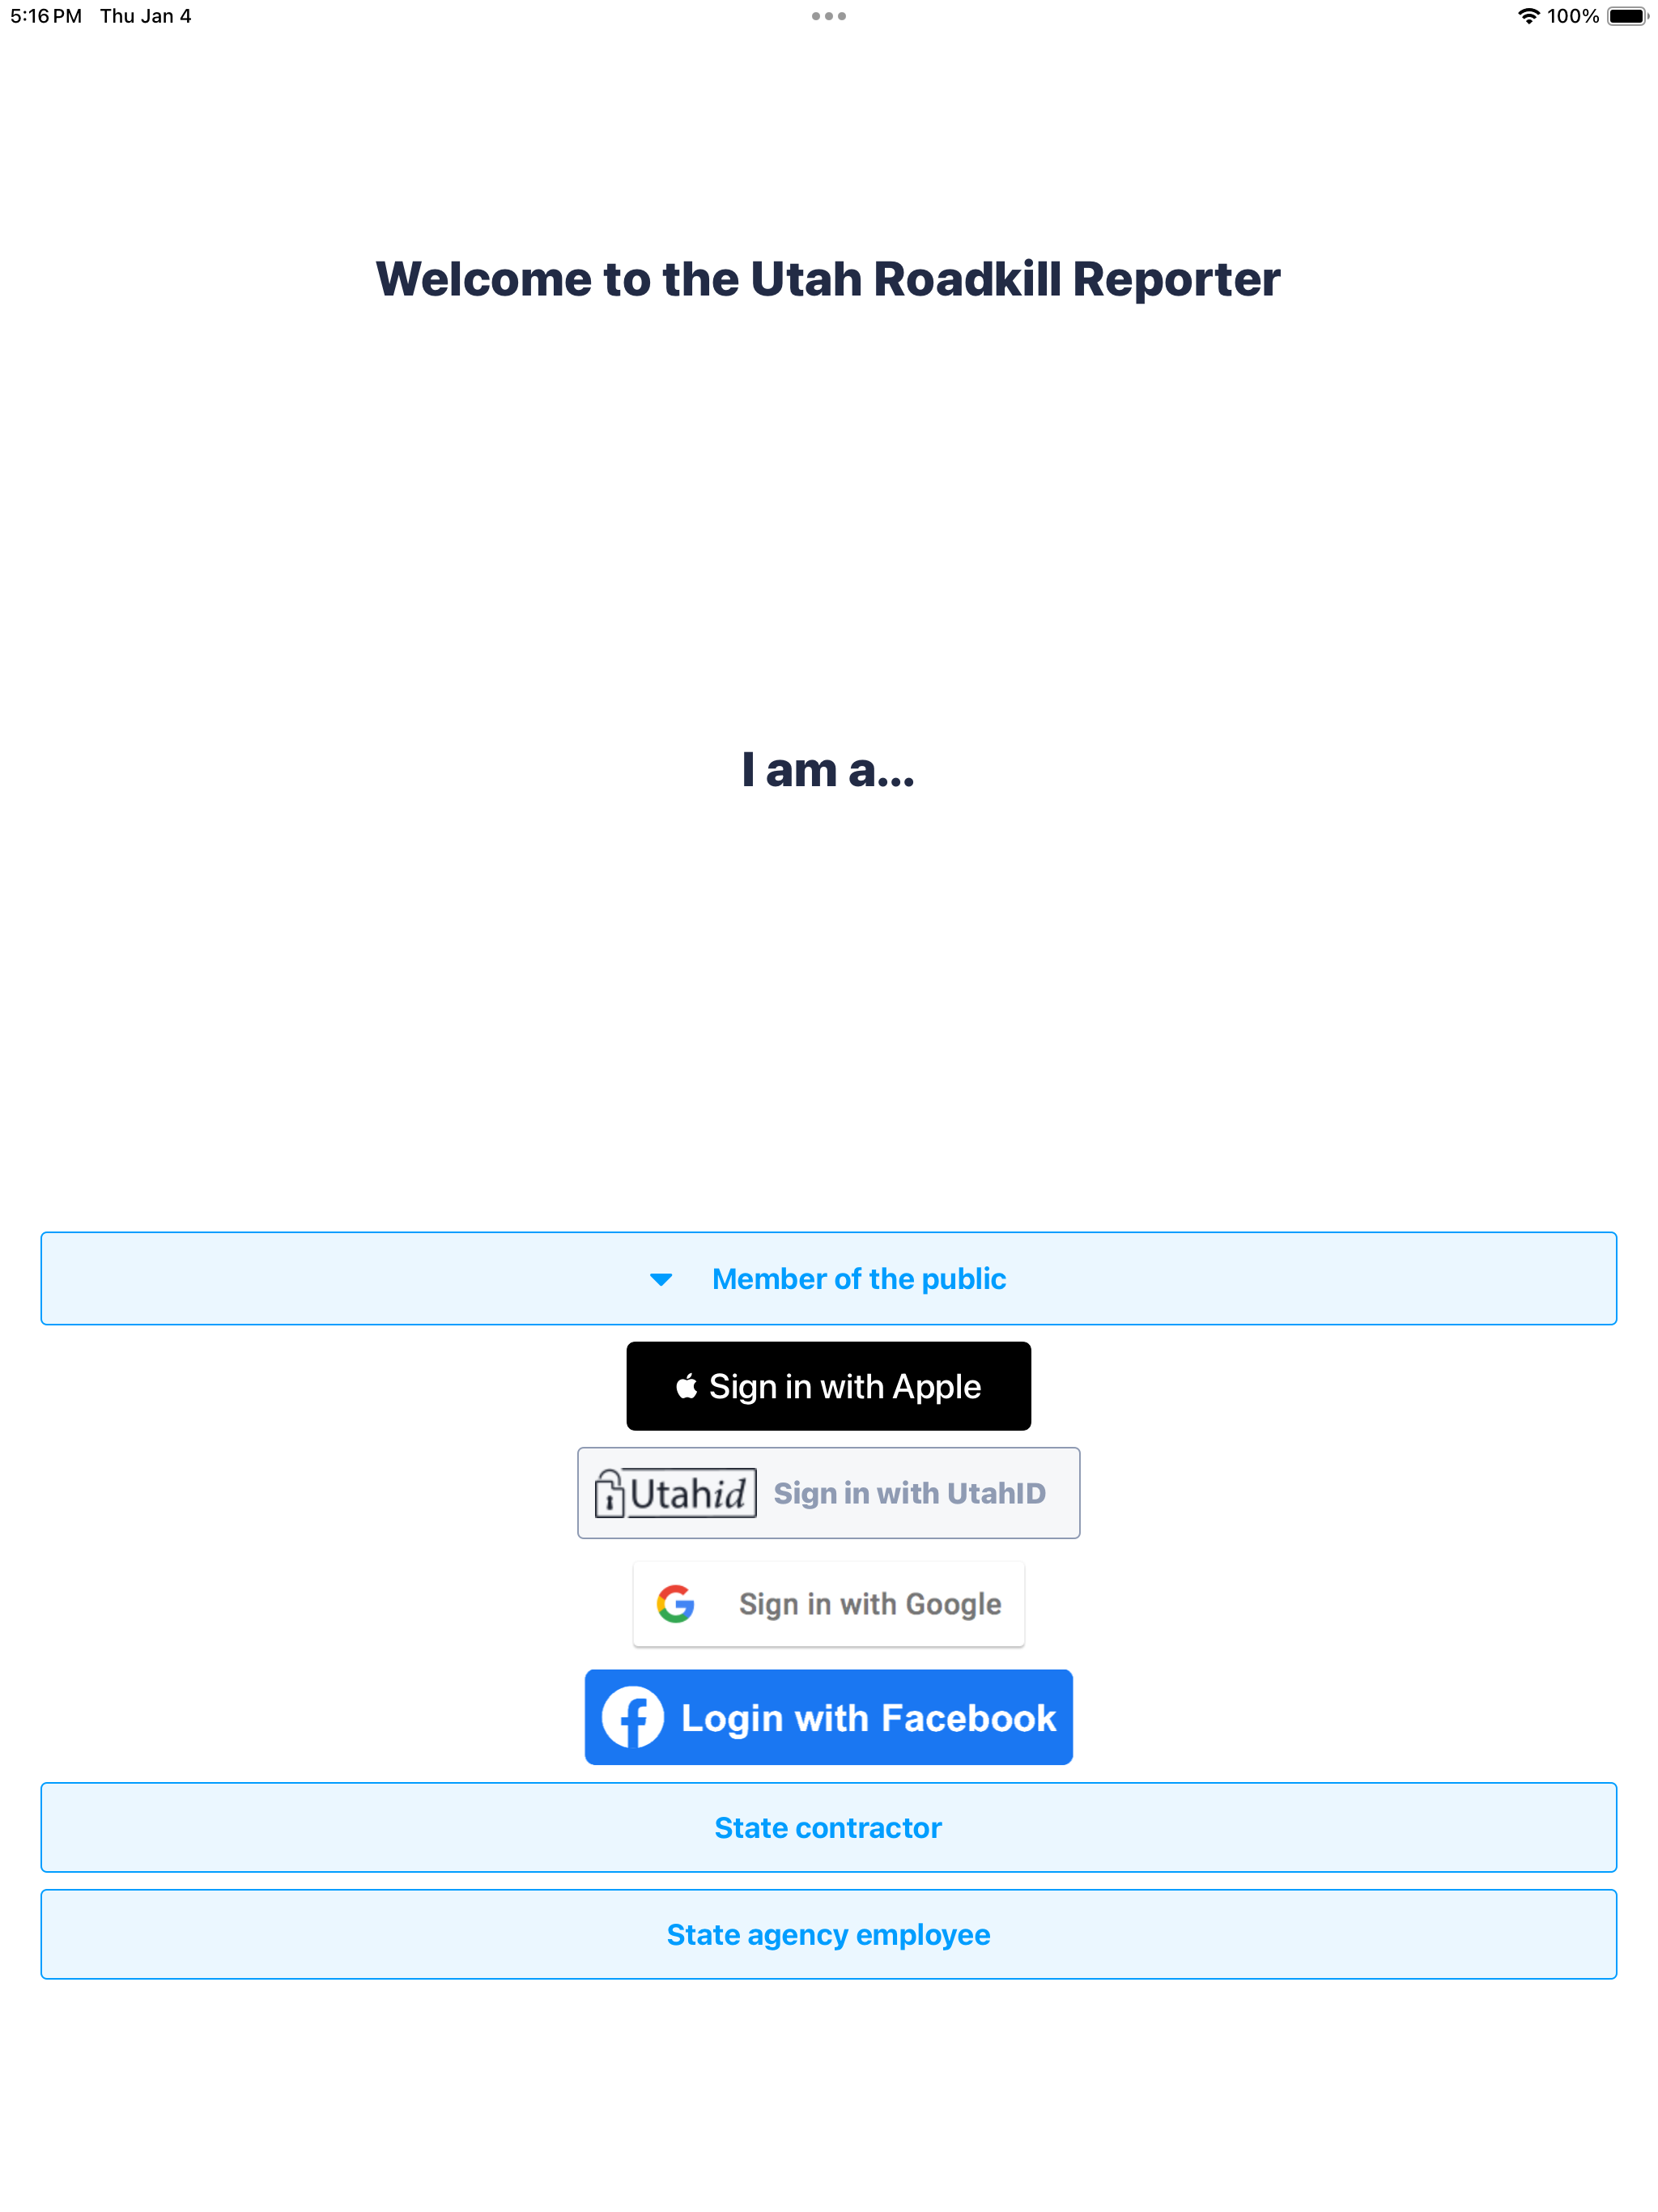 5:16 PM Thu Jan 4
100%
Welcome to the Utah Roadkill Reporter
I am a...
Member of the public
Sign in with Apple
Utahid Sign in with UtahID
Sign in with Google
Login with Facebook
State contractor
State agency employee